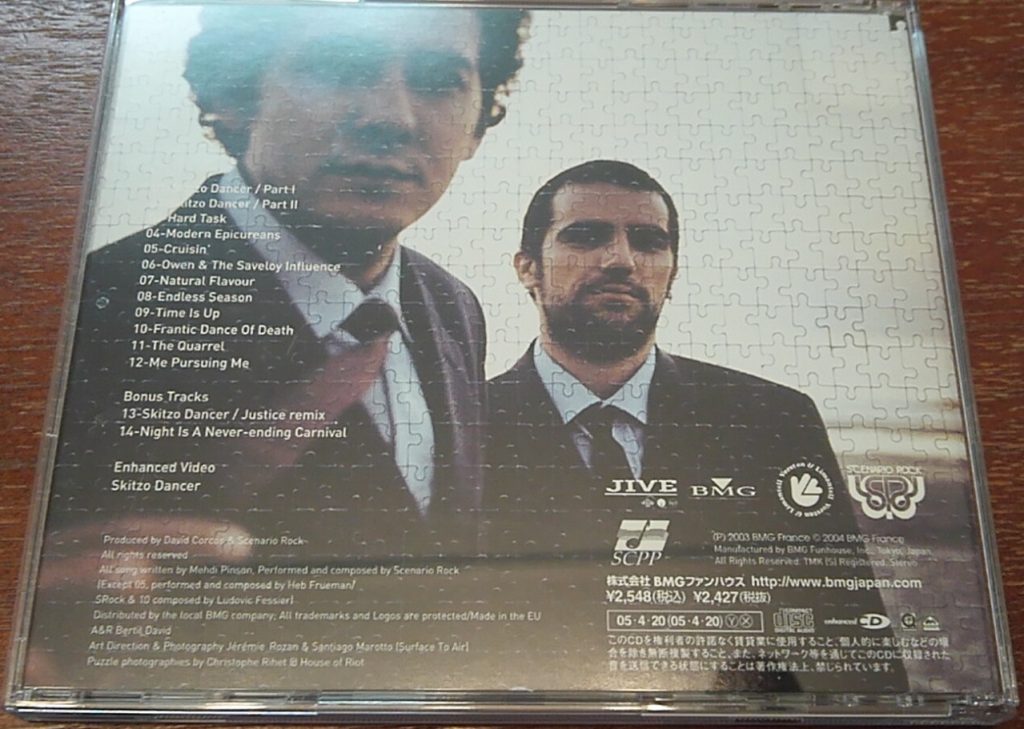 Dancer / Part I
Skitzo Dancer / Part II
Hard Task
04-Modern Epicureans
05-Cruisin'
06-Owen & The Saveloy Influence
07-Natural Flavour
08-Endless Season
09-Time Is Up
10-Frantic Dance Of Death
11-The Quarrel
12-Me Pursuing Me
Bonus Tracks
13-Skitzo Dancer / Justice remix
14-Night Is A Never-ending Carnival
Enhanced Video
Skitzo Dancer
Produced by David Corcos & Scenario Rock
All rights reserved
All song written by Mehdi Pinson, Performed and composed by Scenario Rock
(Except 05, performed and composed by Heb Frueman/
SRock & 10 composed by Ludovic Fessier)
Distributed by the local BMG company; All trademarks and Logos are protected/Made in the EU
A&R Bertil David
Art Direction & Photography Jérémie Rozan & Santiago Marotto (Surface To Air)
Puzzle photographies by Christophe Rihet @ House of Riot
JIVE
BMG
SCENARIO ROCK
SCPP
(P) 2003 BMG France © 2004 BMG France
Manufactured by BMG Funhouse, Inc., Tokyo, Japan.
All Rights Reserved. TMK (S) Registered.
株式会社 BMGファンハウス http://www.bmgjapan.com
¥2,548(税込) ¥2,427(税抜)
05・4・20 (05・4・20) Ⓨ Ⓧ
COMPACT
DISC
DIGITAL AUDIO
enhanced CD
このCDを権利者の許諾なく賃貸業に使用すること、個人的に楽しむなどの場
合を除き無断複製すること、また、ネットワーク等を通じてこのCDに収録された
音を送信できる状態にすることは著作権法上、禁じられています。